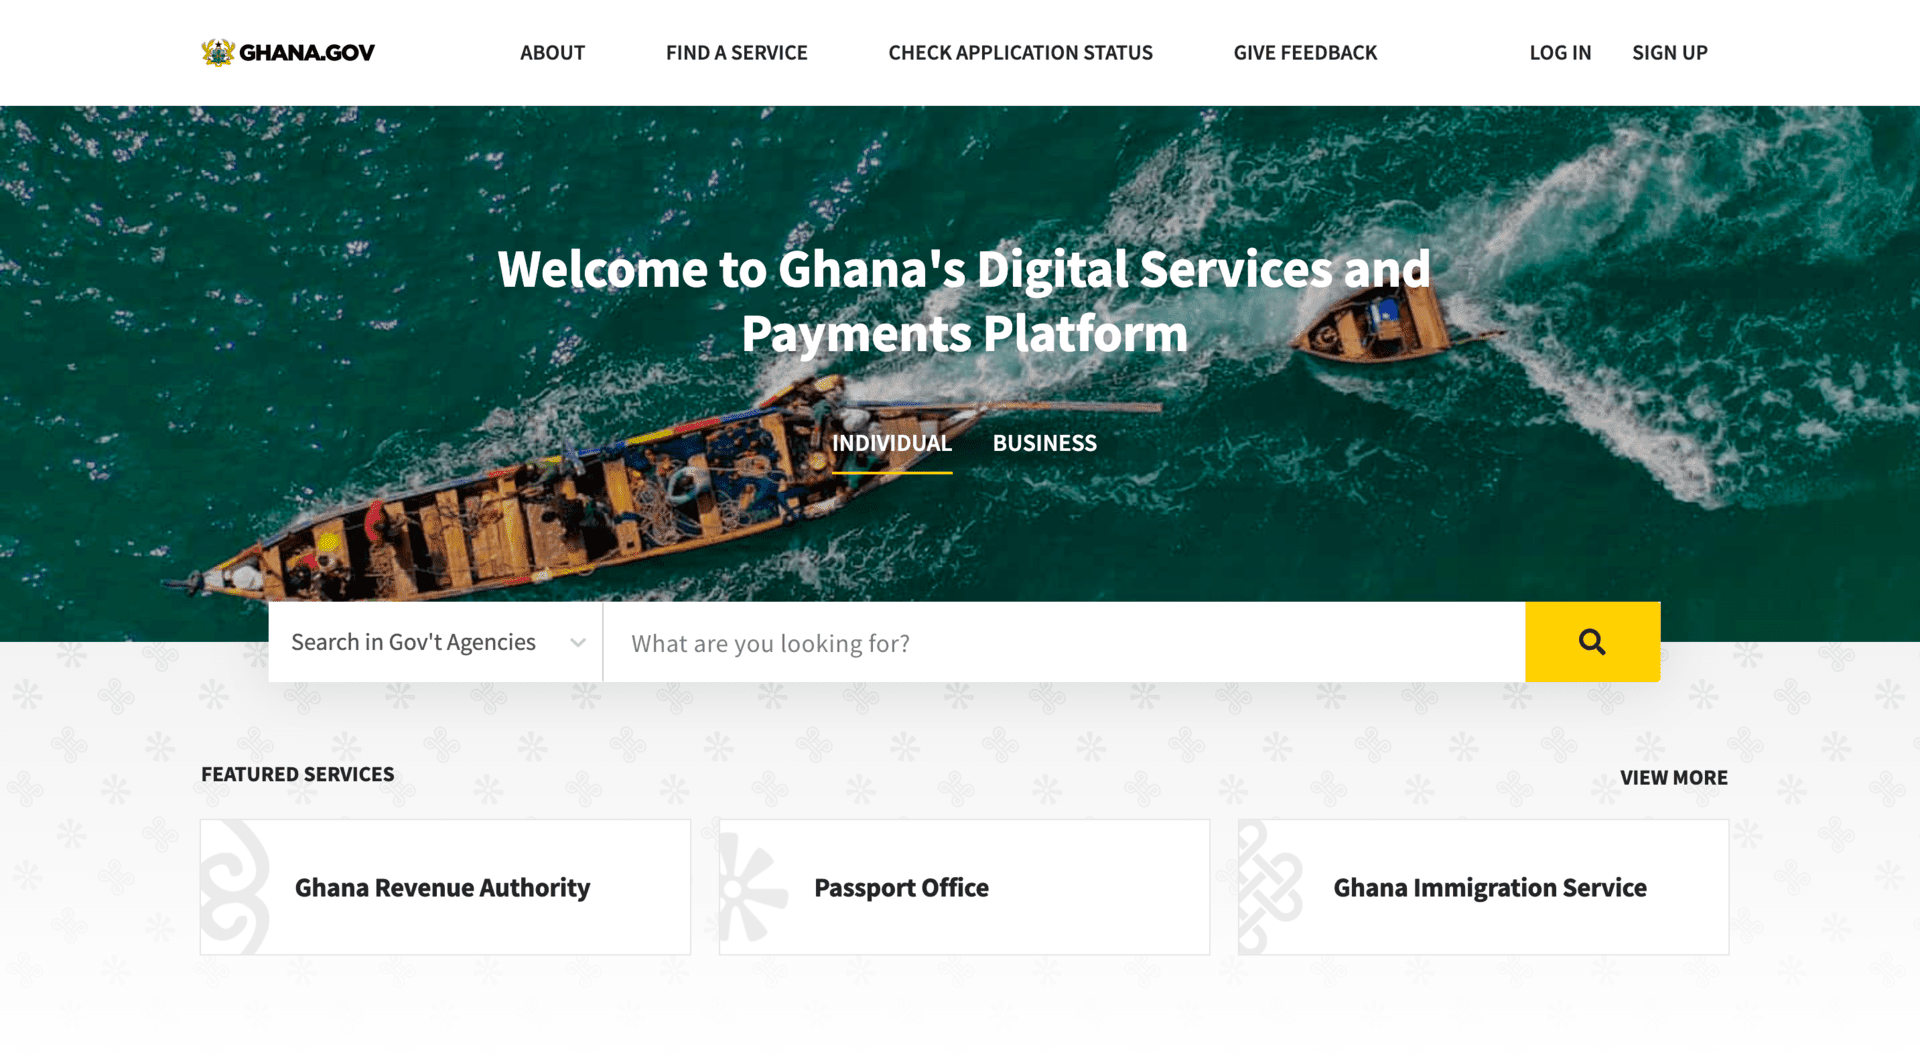 GHANA.GOV
ABOUT
FIND A SERVICE
CHECK APPLICATION STATUS
GIVE FEEDBACK
LOG IN
SIGN UP
Welcome to Ghana's Digital Services and
Payments Platform
INDIVIDUAL
BUSINESS
Search in Gov't Agencies
What are you looking for?
FEATURED SERVICES
VIEW MORE
Ghana Revenue Authority
Passport Office
Ghana Immigration Service